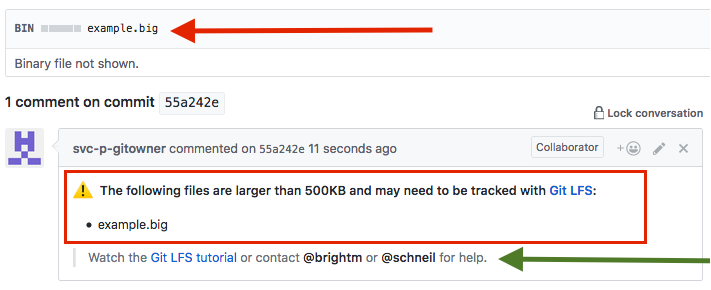 BIN example.big
Binary file not shown.
1 comment on commit 55a242e
Lock conversation
svc-p-gitowner commented on 55a242e 11 seconds ago Collaborator
The following files are larger than 500KB and may need to be tracked with Git LFS:
• example.big
Watch the Git LFS tutorial or contact @brightm or @schneil for help.